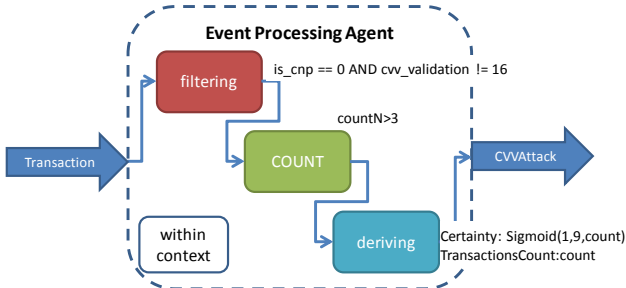 Event Processing Agent
filtering
is_cnp == 0 AND cvv_validation != 16
countN>3
Transaction
COUNT
CVVAttack
within
context
deriving
Certainty: Sigmoid(1,9,count)
TransactionsCount:count